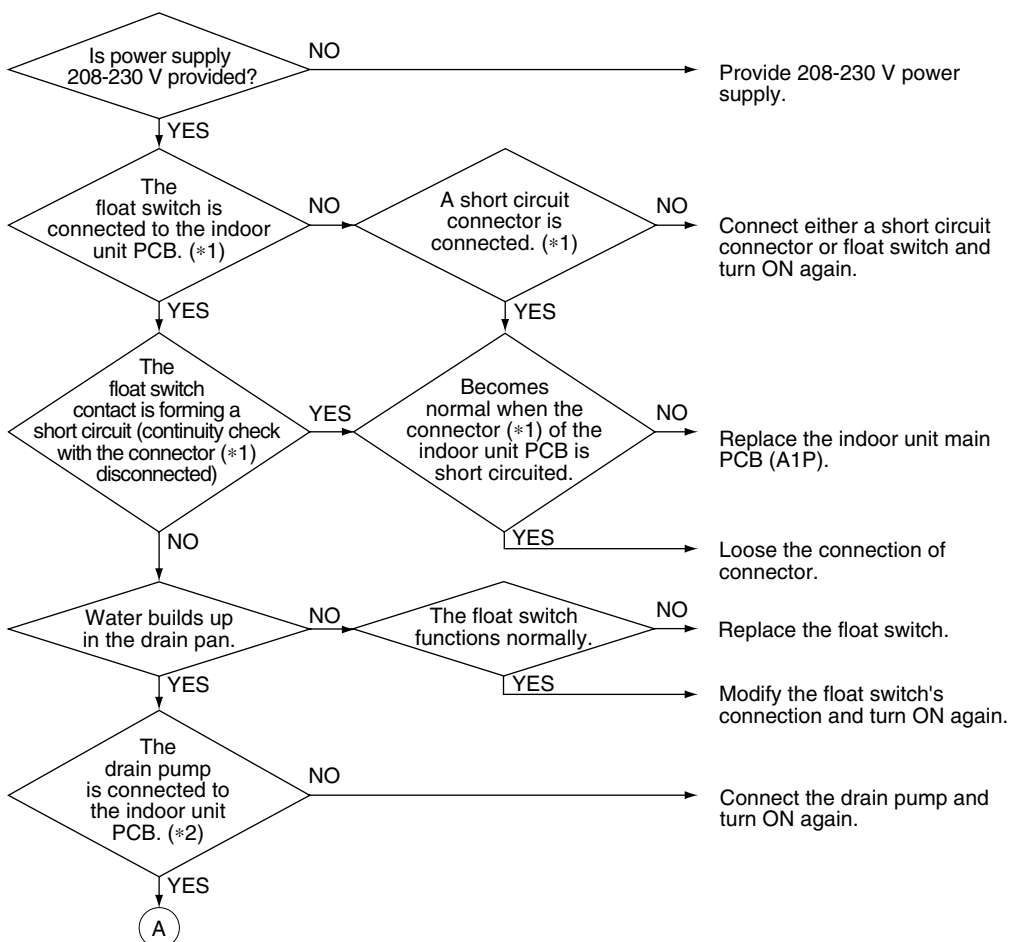 Is power supply
208-230 V provided?
NO
Provide 208-230 V power
supply.
YES
The
float switch is
connected to the indoor
unit PCB. (*1)
NO
A short circuit
connector is
connected. (*1)
NO
Connect either a short circuit
connector or float switch and
turn ON again.
YES
YES
The
float switch
contact is forming a
short circuit (continuity check
with the connector (*1)
disconnected)
YES
Becomes
normal when the
connector (*1) of the
indoor unit PCB is
short circuited.
NO
Replace the indoor unit main
PCB (A1P).
YES
Loose the connection of
connector.
NO
Water builds up
in the drain pan.
NO
The float switch
functions normally.
NO
Replace the float switch.
YES
Modify the float switch's
connection and turn ON again.
YES
The
drain pump
is connected to
the indoor unit
PCB. (*2)
NO
Connect the drain pump and
turn ON again.
YES
A